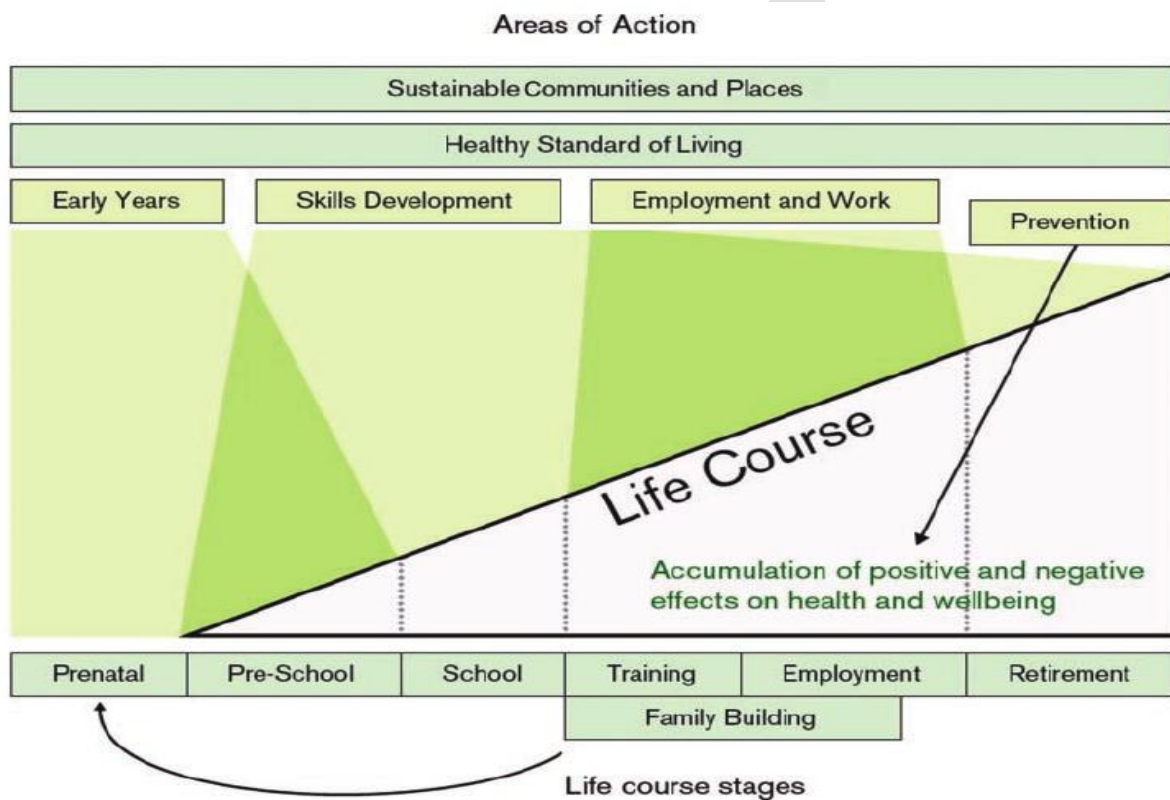 Areas of Action
Sustainable Communities and Places
Healthy Standard of Living
Early Years
Skills Development
Employment and Work
Prevention
Life Course
Accumulation of positive and negative
effects on health and wellbeing
Prenatal
Pre-School
School
Training
Employment
Retirement
Family Building
Life course stages